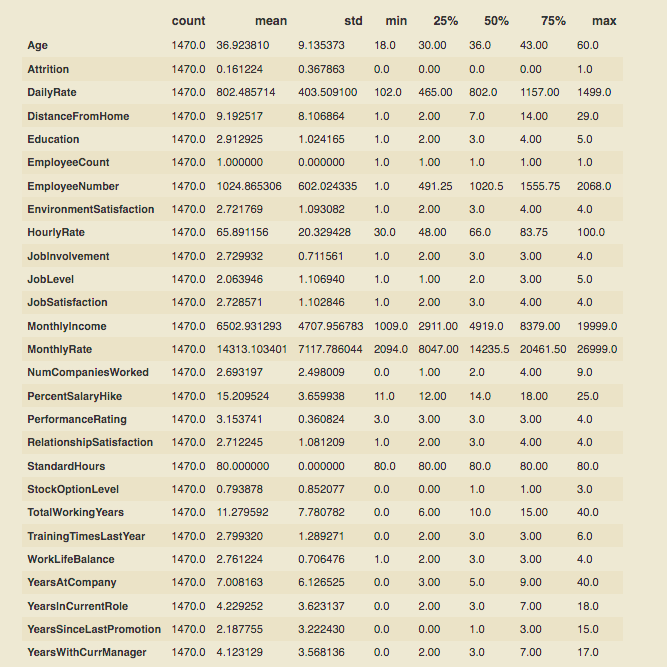 count mean std min 25% 50% 75% max
Age 1470.0 36.923810 9.135373 18.0 30.00 36.0 43.00 60.0
Attrition 1470.0 0.161224 0.367863 0.0 0.00 0.0 0.00 1.0
DailyRate 1470.0 802.485714 403.509100 102.0 465.00 802.0 1157.00 1499.0
DistanceFromHome 1470.0 9.192517 8.106864 1.0 2.00 7.0 14.00 29.0
Education 1470.0 2.912925 1.024165 1.0 2.00 3.0 4.00 5.0
EmployeeCount 1470.0 1.000000 0.000000 1.0 1.00 1.0 1.00 1.0
EmployeeNumber 1470.0 1024.865306 602.024335 1.0 491.25 1020.5 1555.75 2068.0
EnvironmentSatisfaction 1470.0 2.721769 1.093082 1.0 2.00 3.0 4.00 4.0
HourlyRate 1470.0 65.891156 20.329428 30.0 48.00 66.0 83.75 100.0
JobInvolvement 1470.0 2.729932 0.711561 1.0 2.00 3.0 3.00 4.0
JobLevel 1470.0 2.063946 1.106940 1.0 1.00 2.0 3.00 5.0
JobSatisfaction 1470.0 2.728571 1.102846 1.0 2.00 3.0 4.00 4.0
MonthlyIncome 1470.0 6502.931293 4707.956783 1009.0 2911.00 4919.0 8379.00 19999.0
MonthlyRate 1470.0 14313.103401 7117.786044 2094.0 8047.00 14235.5 20461.50 26999.0
NumCompaniesWorked 1470.0 2.693197 2.498009 0.0 1.00 2.0 4.00 9.0
PercentSalaryHike 1470.0 15.209524 3.659938 11.0 12.00 14.0 18.00 25.0
PerformanceRating 1470.0 3.153741 0.360824 3.0 3.00 3.0 3.00 4.0
RelationshipSatisfaction 1470.0 2.712245 1.081209 1.0 2.00 3.0 4.00 4.0
StandardHours 1470.0 80.000000 0.000000 80.0 80.00 80.0 80.00 80.0
StockOptionLevel 1470.0 0.793878 0.852077 0.0 0.00 1.0 1.00 3.0
TotalWorkingYears 1470.0 11.279592 7.780782 0.0 6.00 10.0 15.00 40.0
TrainingTimesLastYear 1470.0 2.799320 1.289271 0.0 2.00 3.0 3.00 6.0
WorkLifeBalance 1470.0 2.761224 0.706476 1.0 2.00 3.0 3.00 4.0
YearsAtCompany 1470.0 7.008163 6.126525 0.0 3.00 5.0 9.00 40.0
YearsInCurrentRole 1470.0 4.229252 3.623137 0.0 2.00 3.0 7.00 18.0
YearsSinceLastPromotion 1470.0 2.187755 3.222430 0.0 0.00 1.0 3.00 15.0
YearsWithCurrManager 1470.0 4.123129 3.568136 0.0 2.00 3.0 7.00 17.0